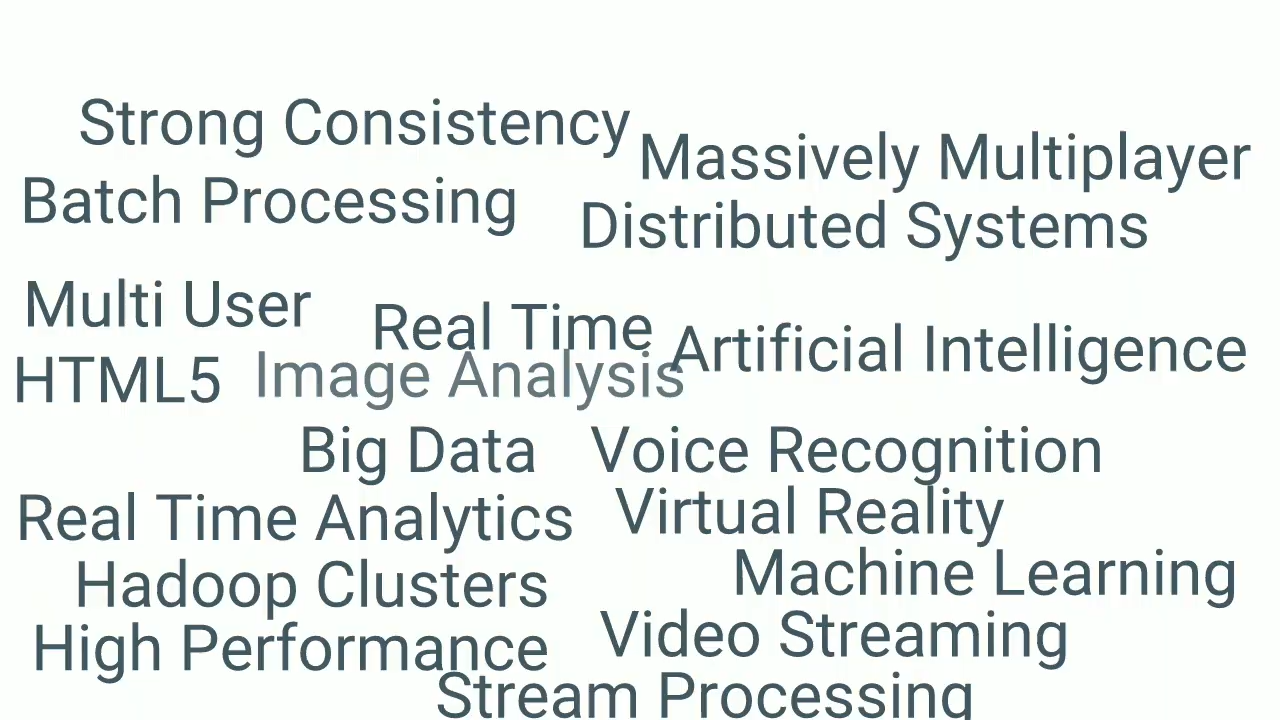 Strong Consistency
Massively Multiplayer
Batch Processing
Distributed Systems
Multi User
Real Time
Artificial Intelligence
HTML5
Image Analysis
Big Data
Voice Recognition
Real Time Analytics
Virtual Reality
Hadoop Clusters
Machine Learning
High Performance
Video Streaming
Stream Processing